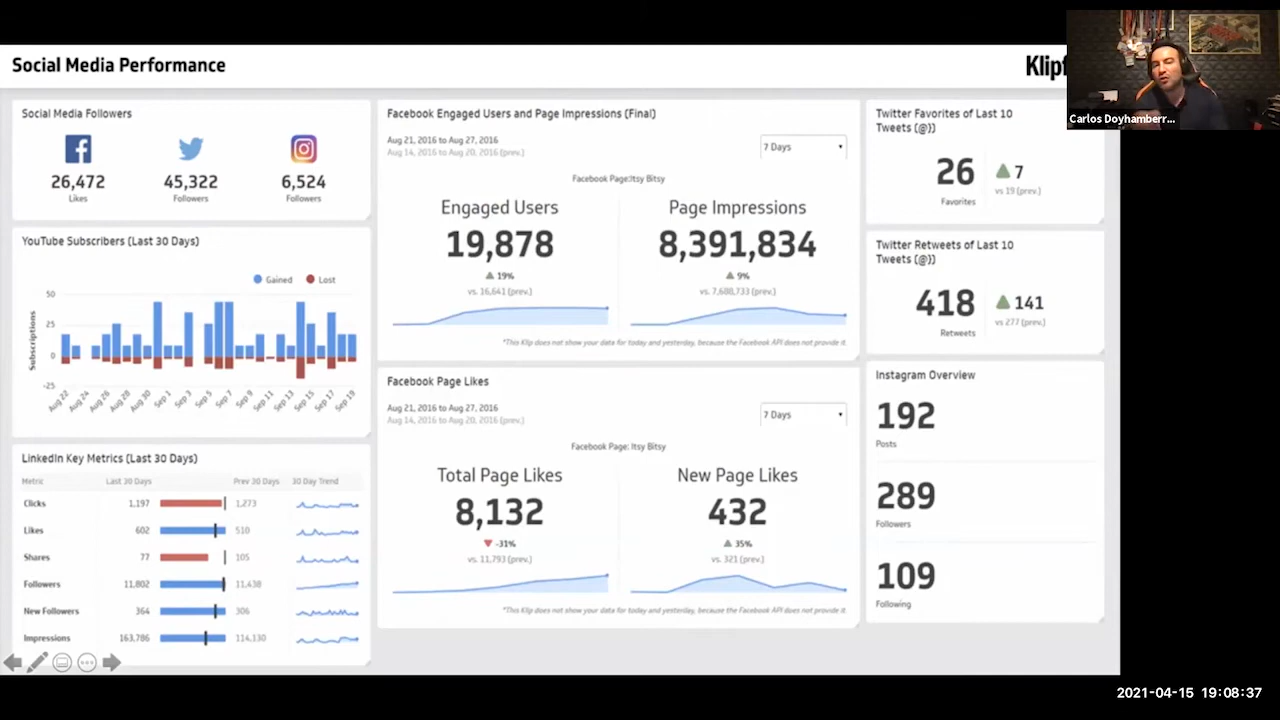 Social Media Performance
Klipf
Carlos Doyhamberr...
Social Media Followers
26,472
Likes
45,322
Followers
6,524
Followers
YouTube Subscribers (Last 30 Days)
Gained
Lost
Subscriptions
50
25
0
-25
Aug 22
Aug 24
Aug 26
Aug 28
Aug 30
Sep 1
Sep 3
Sep 5
Sep 7
Sep 9
Sep 11
Sep 13
Sep 15
Sep 17
Sep 19
LinkedIn Key Metrics (Last 30 Days)
Metric Last 30 Days Prev 30 Days 30 Day Trend
Clicks 1,197 1,273
Likes 602 510
Shares 77 105
Followers 11,802 11,430
New Followers 364 306
Impressions 163,786 114,130
Facebook Engaged Users and Page Impressions (Final)
Aug 21, 2016 to Aug 27, 2016
Aug 14, 2016 to Aug 20, 2016 (prev.)
7 Days
Facebook Page:Itsy Bitsy
Engaged Users
19,878
19%
vs. 16,641 (prev.)
Page Impressions
8,391,834
9%
vs. 7,688,733 (prev.)
*This Klip does not show your data for today and yesterday, because the Facebook API does not provide it.
Facebook Page Likes
Aug 21, 2016 to Aug 27, 2016
Aug 14, 2016 to Aug 20, 2016 (prev.)
7 Days
Facebook Page: Itsy Bitsy
Total Page Likes
8,132
-31%
vs. 11,793 (prev.)
New Page Likes
432
35%
vs. 321 (prev.)
*This Klip does not show your data for today and yesterday, because the Facebook API does not provide it.
Twitter Favorites of Last 10
Tweets (@})
26
Favorites
7
vs 19 (prev.)
Twitter Retweets of Last 10
Tweets (@})
418
Retweets
141
vs 277 (prev.)
Instagram Overview
192
Posts
289
Followers
109
Following
2021-04-15 19:08:37